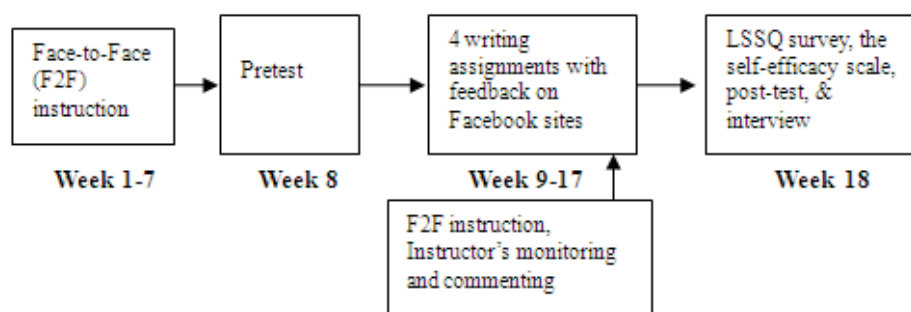 Face-to-Face
(F2F)
instruction
Pretest
4 writing
assignments with
feedback on
Facebook sites
LSSQ survey, the
self-efficacy scale,
post-test, &
interview
Week 1-7
Week 8
Week 9-17
Week 18
F2F instruction,
Instructor's monitoring
and commenting